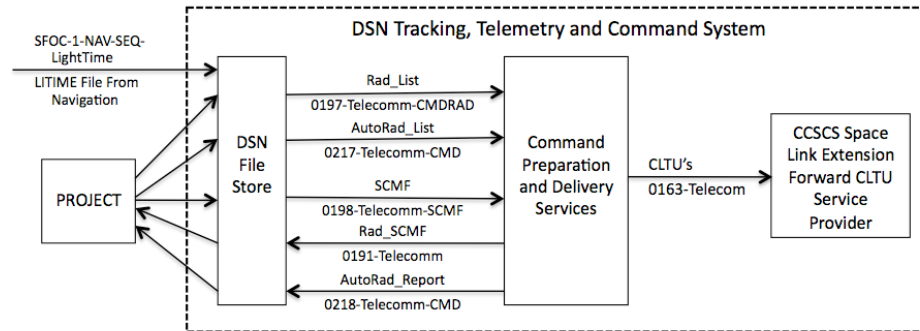 DSN Tracking, Telemetry and Command System
SFOC-1-NAV-SEQ-
LightTime
LITIME File From
Navigation
PROJECT
DSN
File
Store
Rad_List
0197-Telecomm-CMDRAD
AutoRad_List
0217-Telecomm-CMD
SCMF
0198-Telecomm-SCMF
Rad_SCMF
0191-Telecomm
AutoRad_Report
0218-Telecomm-CMD
Command
Preparation
and Delivery
Services
CLTU's
0163-Telecom
CCSCS Space
Link Extension
Forward CLTU
Service
Provider